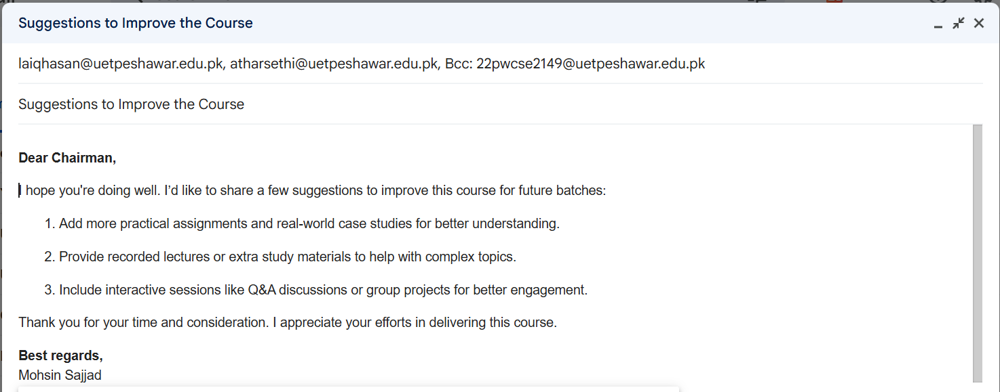 Suggestions to Improve the Course
laiqhasan@uetpeshawar.edu.pk, atharsethi@uetpeshawar.edu.pk, Bcc: 22pwcse2149@uetpeshawar.edu.pk
Suggestions to Improve the Course
Dear Chairman,
I hope you're doing well. I’d like to share a few suggestions to improve this course for future batches:
1. Add more practical assignments and real-world case studies for better understanding.
2. Provide recorded lectures or extra study materials to help with complex topics.
3. Include interactive sessions like Q&A discussions or group projects for better engagement.
Thank you for your time and consideration. I appreciate your efforts in delivering this course.
Best regards,
Mohsin Sajjad